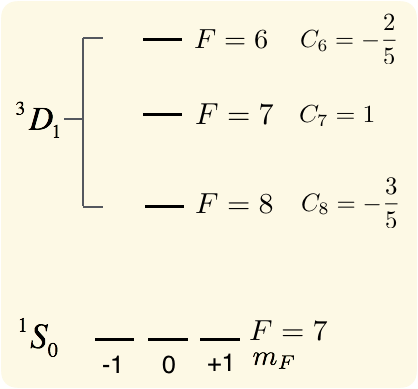 F = 6 C₆ = −2/5
³D₁
F = 7 C₇ = 1
F = 8 C₈ = −3/5
¹S₀ F = 7
-1 0 +1 m_F